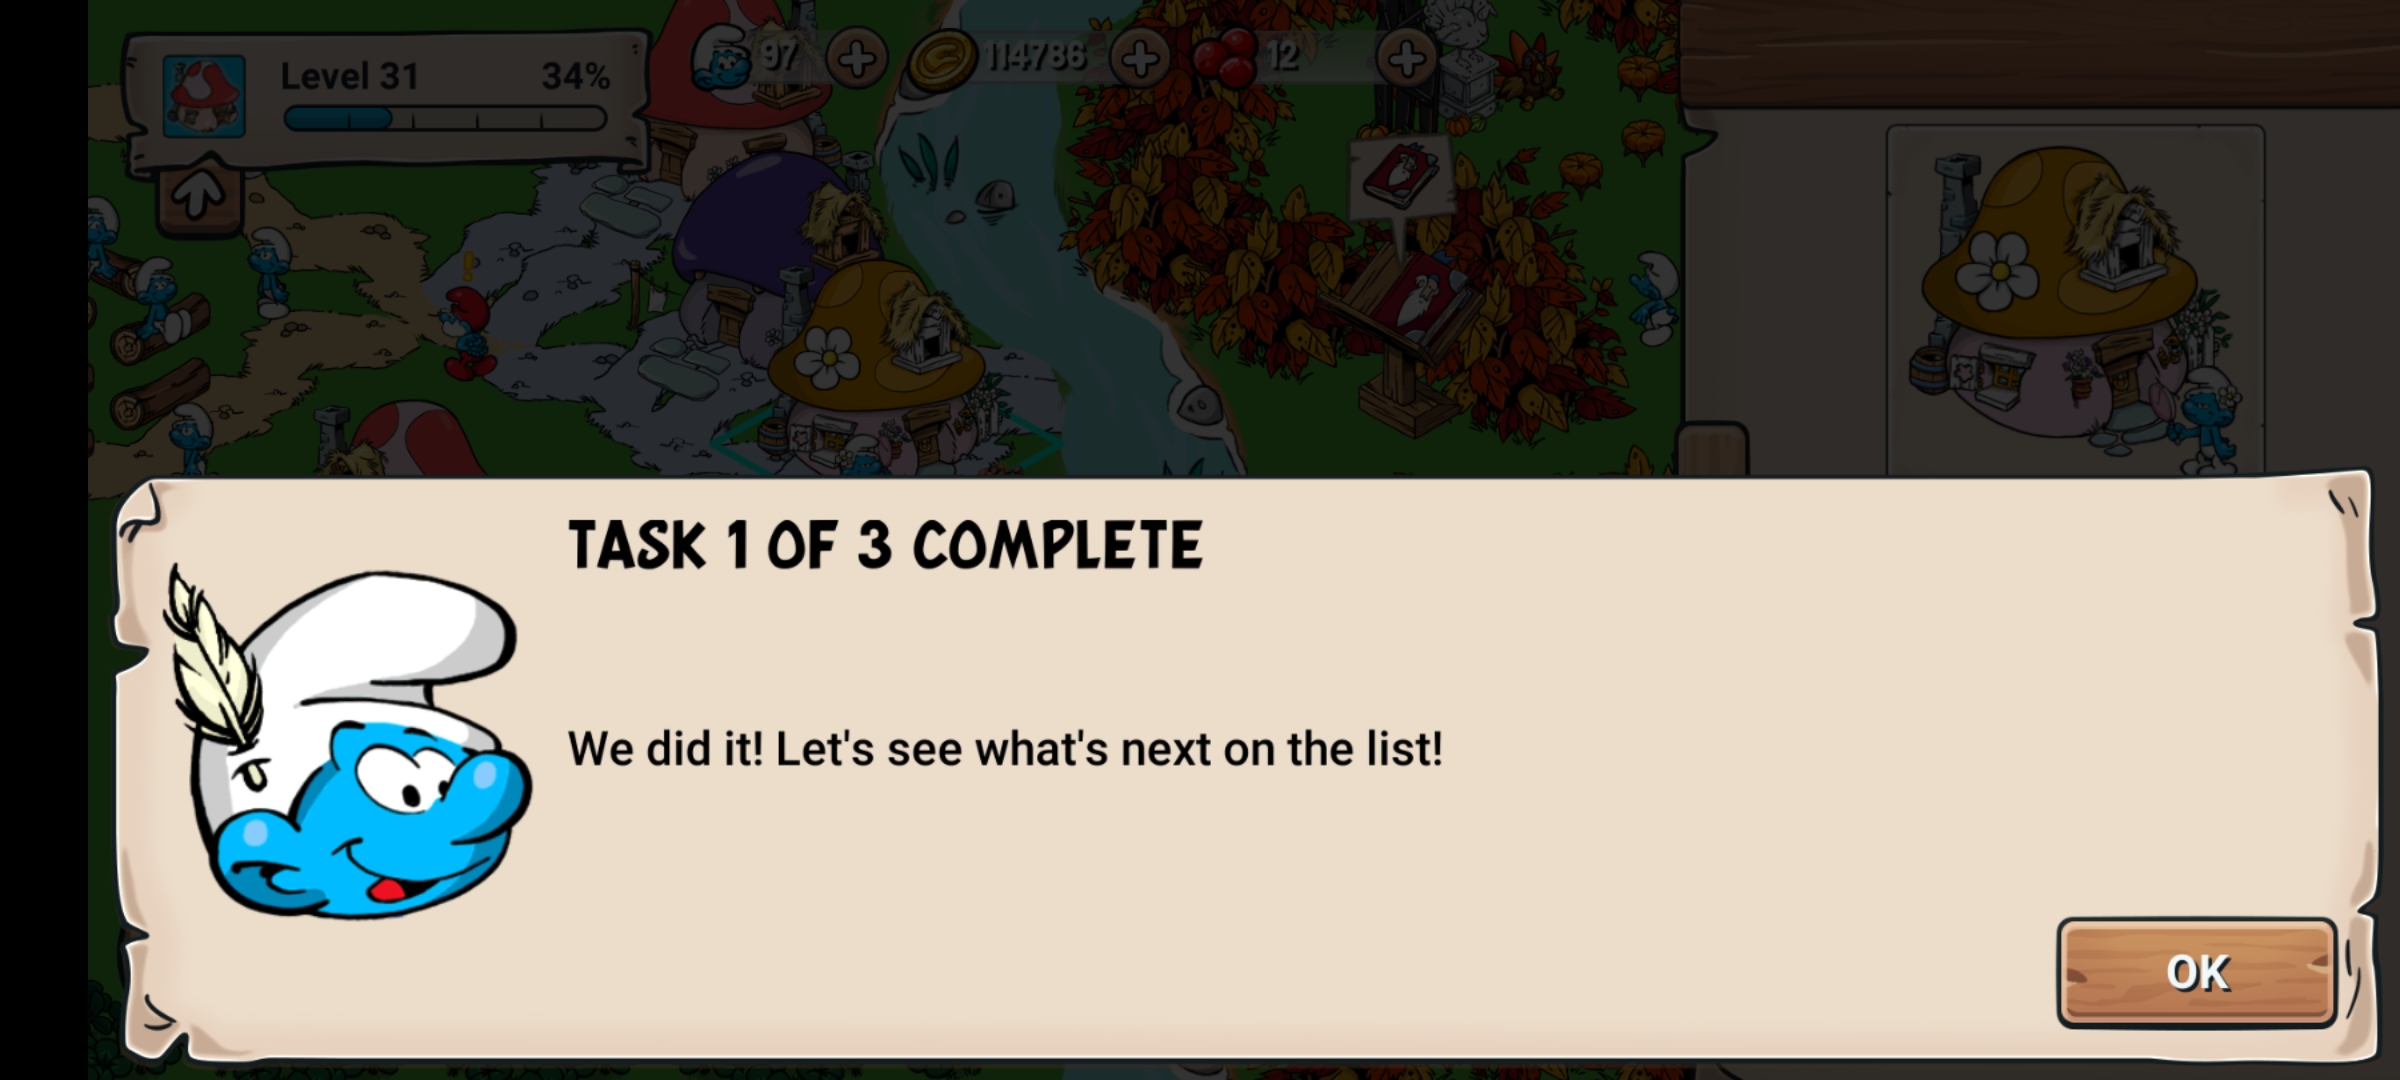 Level 31 34%
97
114786
12
TASK 1 OF 3 COMPLETE
We did it! Let's see what's next on the list!
OK